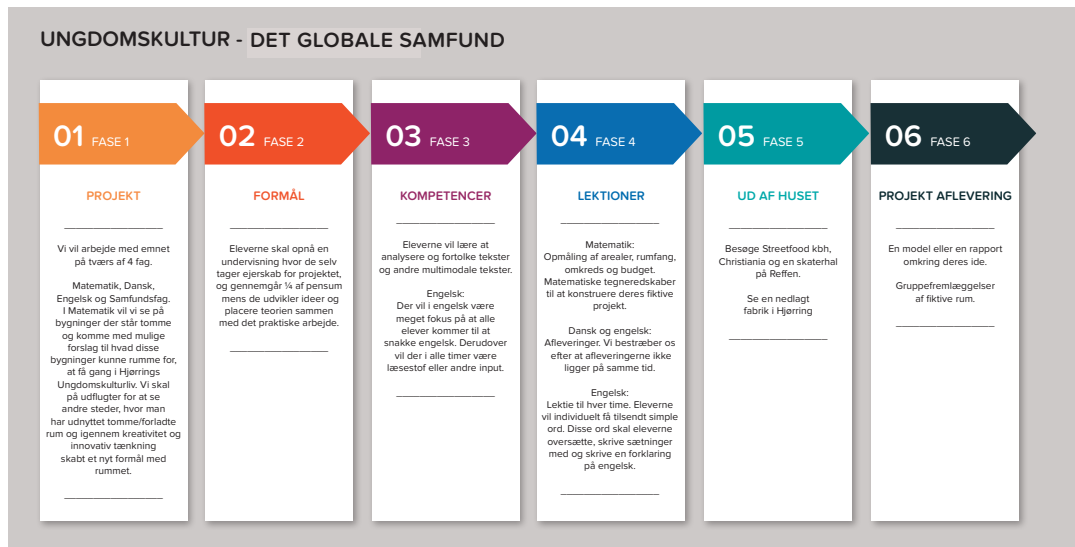 UNGDOMSKULTUR - DET GLOBALE SAMFUND
01 FASE 1
PROJEKT
Vi vil arbejde med emnet
på tværs af 4 fag.
Matematik, Dansk,
Engelsk og Samfundsfag.
I Matematik vil vi se på
bygninger der står tomme
og komme med mulige
forslag til hvad disse
bygninger kunne rumme for,
at få gang i Hjørrings
Ungdomskulturliv. Vi skal
på udflugter for at se
andre steder, hvor man
har udnyttet tomme/forladte
rum og igennem kreativitet og
innovativ tænkning
skabt et nyt formål med
rummet.
02 FASE 2
FORMÅL
Eleverne skal opnå en
undervisning hvor de selv
tager ejerskab for projektet,
og gennemgår ¼ af pensum
mens de udvikler ideer og
placere teorien sammen
med det praktiske arbejde.
03 FASE 3
KOMPETENCER
Eleverne vil lære at
analysere og fortolke tekster
og andre multimodale tekster.
Engelsk:
Der vil i engelsk være
meget fokus på at alle
elever kommer til at
snakke engelsk. Derudover
vil der i alle timer være
læsestof eller andre input.
04 FASE 4
LEKTIONER
Matematik:
Opmåling af arealer, rumfang,
omkreds og budget.
Matematiske tegneredskaber
til at konstruere deres fiktive
projekt.
Dansk og engelsk:
Afleveringer. Vi bestræber os
efter at afleveringerne ikke
ligger på samme tid.
Engelsk:
Lektie til hver time. Eleverne
vil individuelt få tilsendt simple
ord. Disse ord skal eleverne
oversætte, skrive sætninger
med og skrive en forklaring
på engelsk.
05 FASE 5
UD AF HUSET
Besøge Streetfood kbh,
Christiania og en skaterhal
på Reffen.
Se en nedlagt
fabrik i Hjørring
06 FASE 6
PROJEKT AFLEVERING
En model eller en rapport
omkring deres ide.
Gruppefremlæggelser
af fiktive rum.